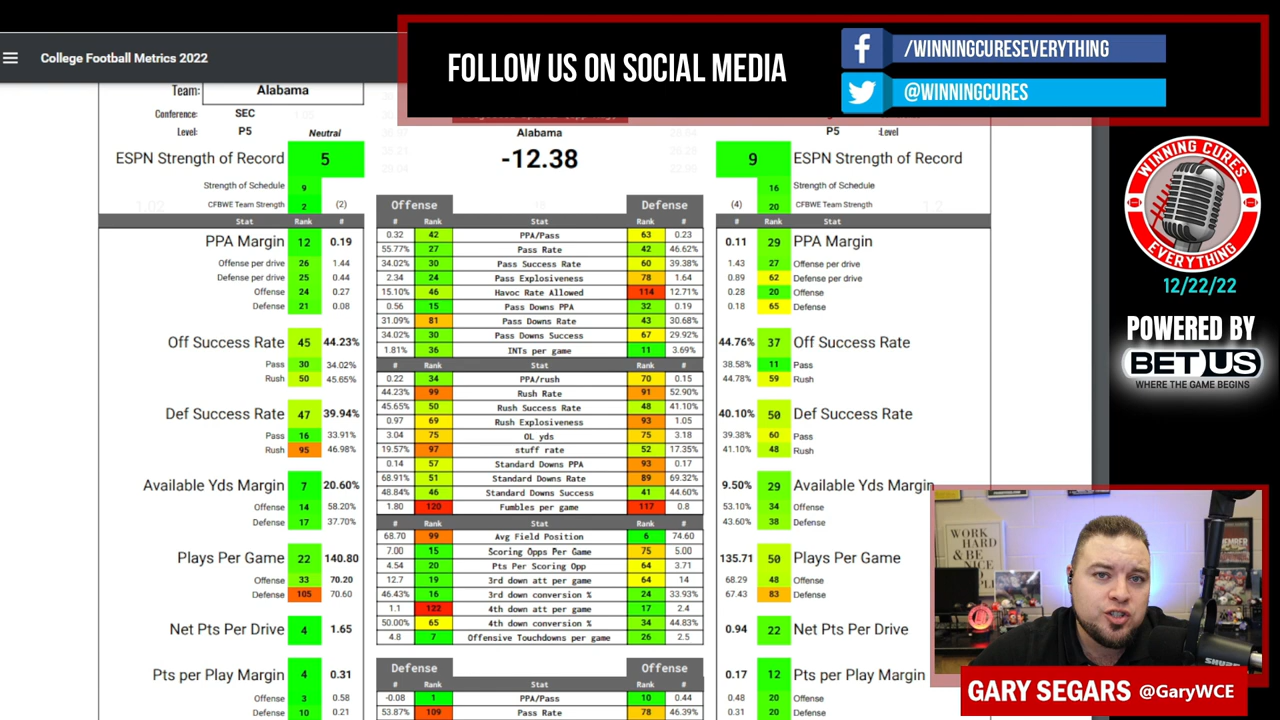 FOLLOW US ON SOCIAL MEDIA
/WINNINGCURESEVERYTHING
@WINNINGCURES
College Football Metrics 2022
Team: Alabama
Conference: SEC
Level: P5 Neutral
Alabama
P5 :Level
ESPN Strength of Record 5
-12.38
9 ESPN Strength of Record
Strength of Schedule 9
16 Strength of Schedule
CFBWE Team Strength 2 (2)
(4) 20 CFBWE Team Strength
Offense Defense
Stat Rank #
# Rank Stat Rank #
# Rank Stat
PPA Margin 12 0.19
Offense per drive 26 1.44
Defense per drive 25 0.44
Offense 24 0.27
Defense 21 0.08
Off Success Rate 45 44.23%
Pass 30 34.02%
Rush 50 45.65%
Def Success Rate 47 39.94%
Pass 16 33.91%
Rush 95 46.98%
Available Yds Margin 7 20.60%
Offense 14 58.20%
Defense 17 37.70%
Plays Per Game 22 140.80
Offense 33 70.20
Defense 105 70.60
Net Pts Per Drive 4 1.65
Pts per Play Margin 4 0.31
Offense 3 0.58
Defense 10 0.21
0.32 42 PPA/Pass 63 0.23
55.77% 27 Pass Rate 42 46.62%
34.02% 30 Pass Success Rate 60 39.38%
2.34 24 Pass Explosiveness 78 1.64
15.10% 46 Havoc Rate Allowed 114 12.71%
0.56 15 Pass Downs PPA 32 0.19
31.09% 81 Pass Downs Rate 43 30.68%
34.02% 30 Pass Downs Success 67 29.92%
1.81% 36 INTs per game 11 3.69%
# Rank Stat Rank #
0.22 34 PPA/rush 70 0.15
44.23% 99 Rush Rate 91 52.90%
45.65% 50 Rush Success Rate 48 41.10%
0.97 69 Rush Explosiveness 93 1.05
3.04 75 OL yds 75 3.18
19.57% 97 stuff rate 52 17.35%
0.14 57 Standard Downs PPA 93 0.17
68.91% 51 Standard Downs Rate 89 69.32%
48.84% 46 Standard Downs Success 41 44.60%
1.80 120 Fumbles per game 117 0.8
# Rank Stat Rank #
68.70 99 Avg Field Position 6 74.60
7.00 15 Scoring Opps Per Game 75 5.00
4.54 20 Pts Per Scoring Opp 64 3.71
12.7 19 3rd down att per game 64 14
46.43% 16 3rd down conversion % 24 33.93%
1.1 122 4th down att per game 17 2.4
50.00% 65 4th down conversion % 34 44.83%
4.8 7 Offensive Touchdowns per game 26 2.5
Defense Offense
# Rank Stat Rank #
-0.08 1 PPA/Pass 10 0.44
53.87% 109 Pass Rate 78 46.39%
0.11 29 PPA Margin
1.43 27 Offense per drive
0.89 62 Defense per drive
0.28 20 Offense
0.18 65 Defense
44.76% 37 Off Success Rate
38.58% 11 Pass
44.78% 59 Rush
40.10% 50 Def Success Rate
39.38% 60 Pass
41.10% 48 Rush
9.50% 29 Available Yds Margin
53.10% 34 Offense
43.60% 38 Defense
135.71 50 Plays Per Game
68.29 48 Offense
67.43 83 Defense
0.94 22 Net Pts Per Drive
0.17 12 Pts per Play Margin
0.48 20 Offense
0.31 20 Defense
WINNING CURES
EVERYTHING
12/22/22
POWERED BY
BETUS
WHERE THE GAME BEGINS
WORK
HARD &
BE NICE
SHURE
GARY SEGARS @GaryWCE